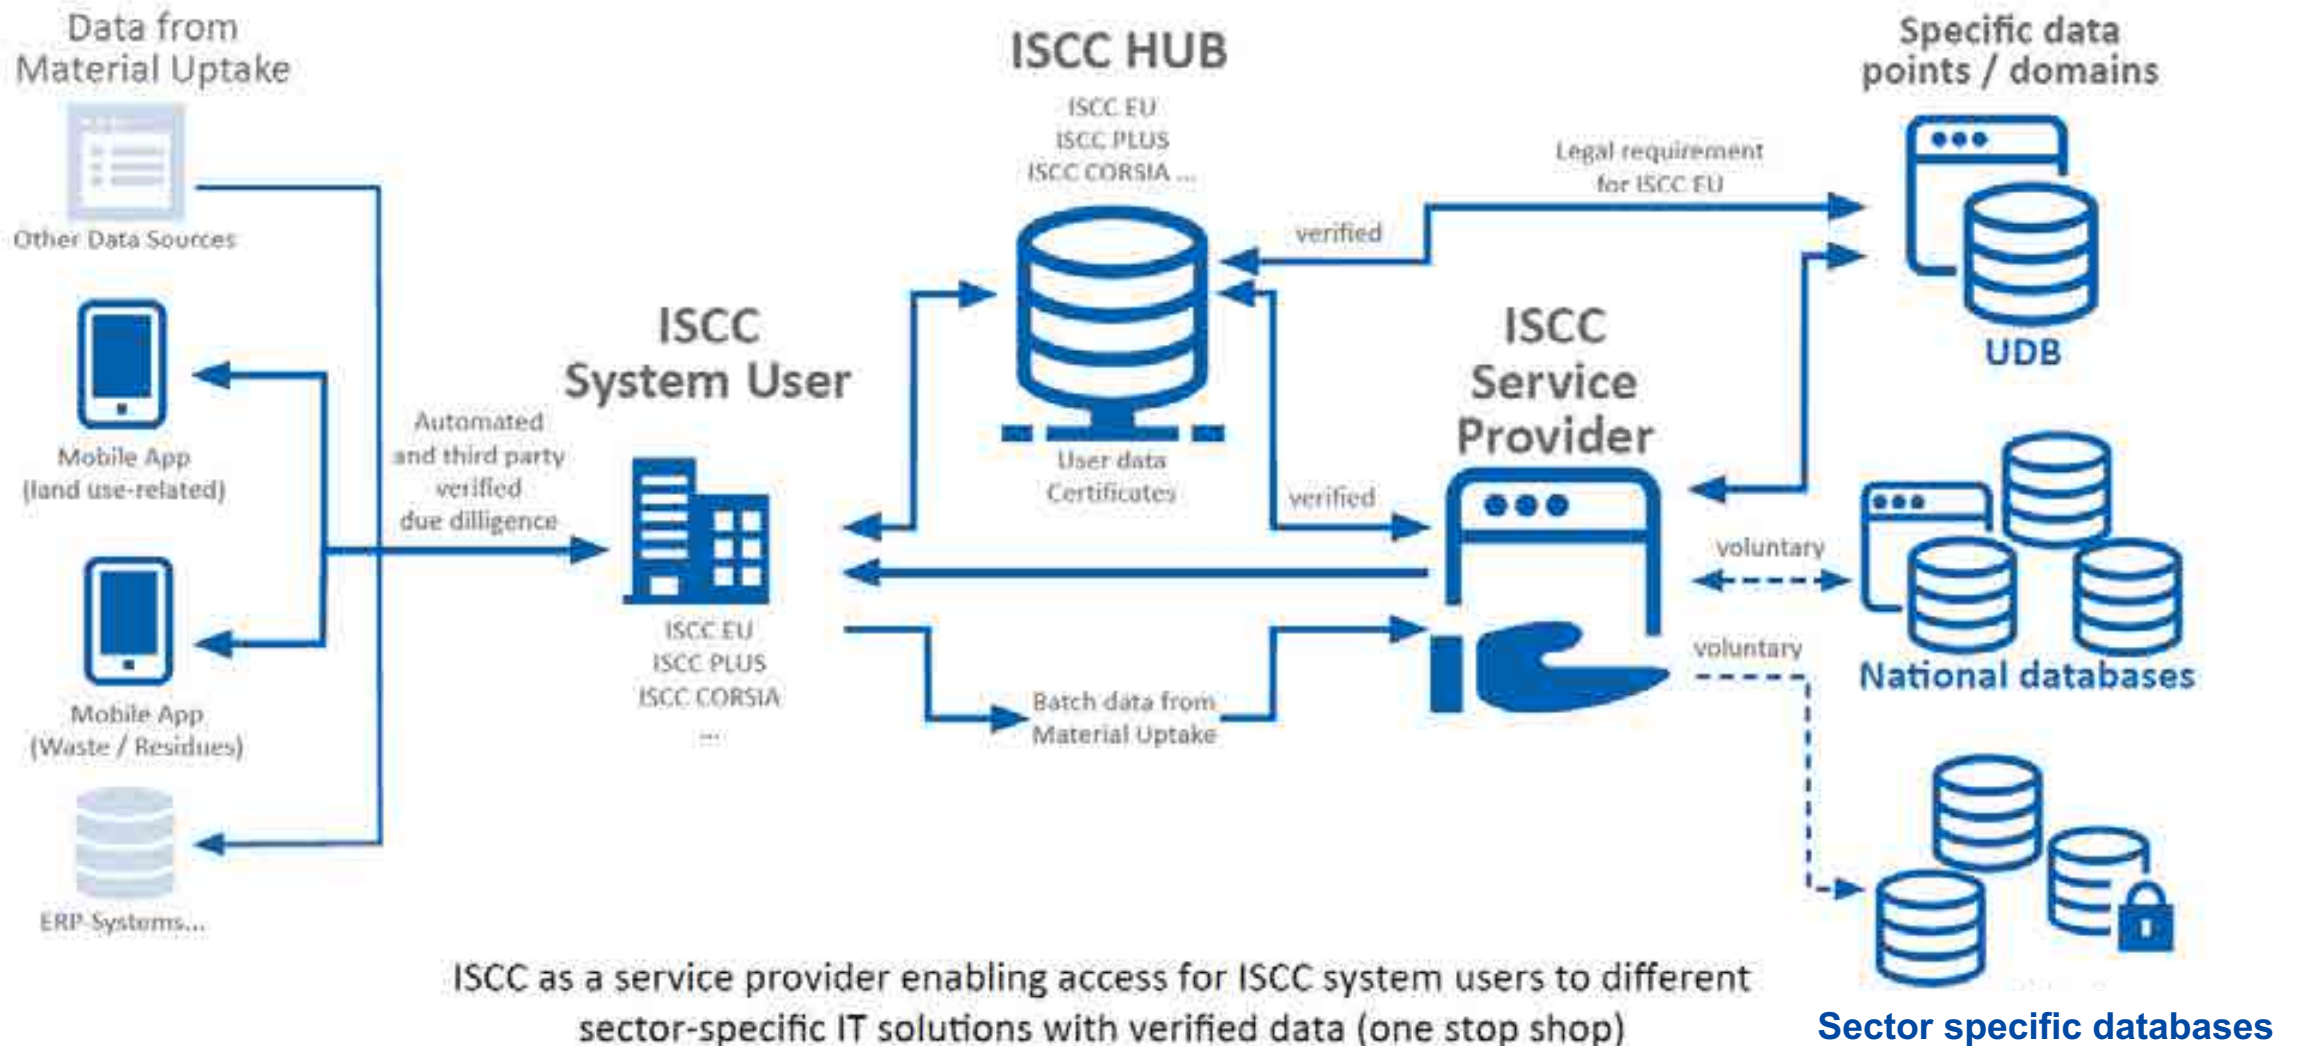 Data from
Material Uptake
Other Data Sources
Mobile App
(land use-related)
Mobile App
(Waste / Residues)
ERP-Systems...
Automated
and third party
verified
due dilligence
ISCC
System User
ISCC EU
ISCC PLUS
ISCC CORSIA
...
ISCC HUB
ISCC EU
ISCC PLUS
ISCC CORSIA ...
User data
Certificates
verified
verified
Batch data from
Material Uptake
Legal requirement
for ISCC EU
ISCC
Service
Provider
voluntary
voluntary
Specific data
points / domains
UDB
National databases
Sector specific databases
ISCC as a service provider enabling access for ISCC system users to different
sector-specific IT solutions with verified data (one stop shop)